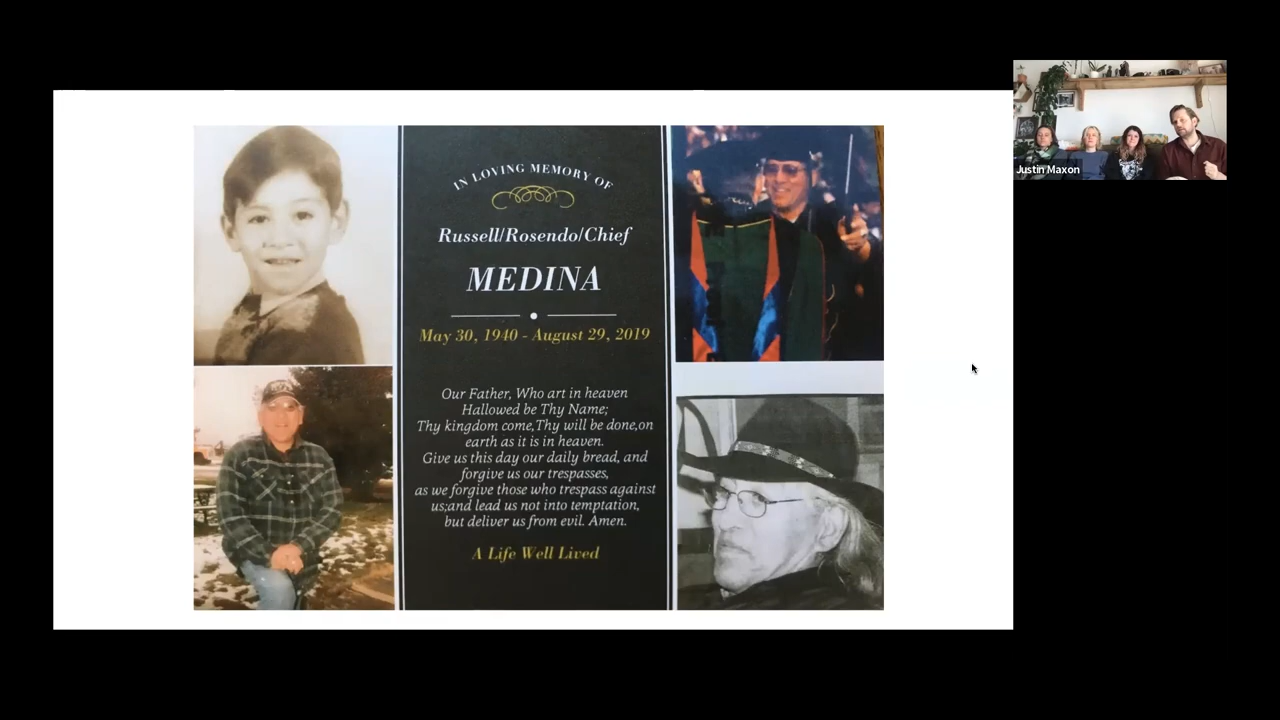 IN LOVING MEMORY OF
Russell/Rosendo/Chief
MEDINA
May 30, 1940 - August 29, 2019
Our Father, Who art in heaven
Hallowed be Thy Name;
Thy kingdom come,Thy will be done,on
earth as it is in heaven.
Give us this day our daily bread, and
forgive us our trespasses,
as we forgive those who trespass against
us;and lead us not into temptation,
but deliver us from evil. Amen.
A Life Well Lived
Justin Maxon